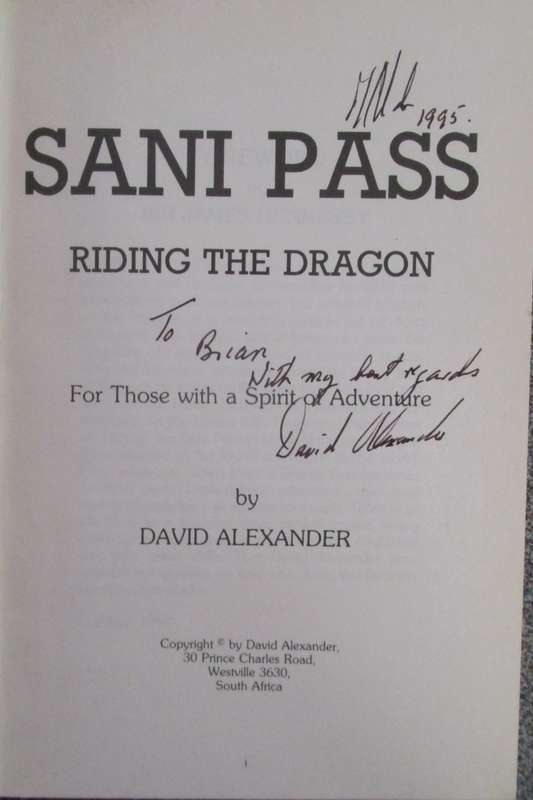 1995.
SANI PASS
RIDING THE DRAGON
To
Brian
With my best regards
For Those with a Spirit of Adventure
David Alexander
by
DAVID ALEXANDER
Copyright © by David Alexander,
30 Prince Charles Road,
Westville 3630,
South Africa
1